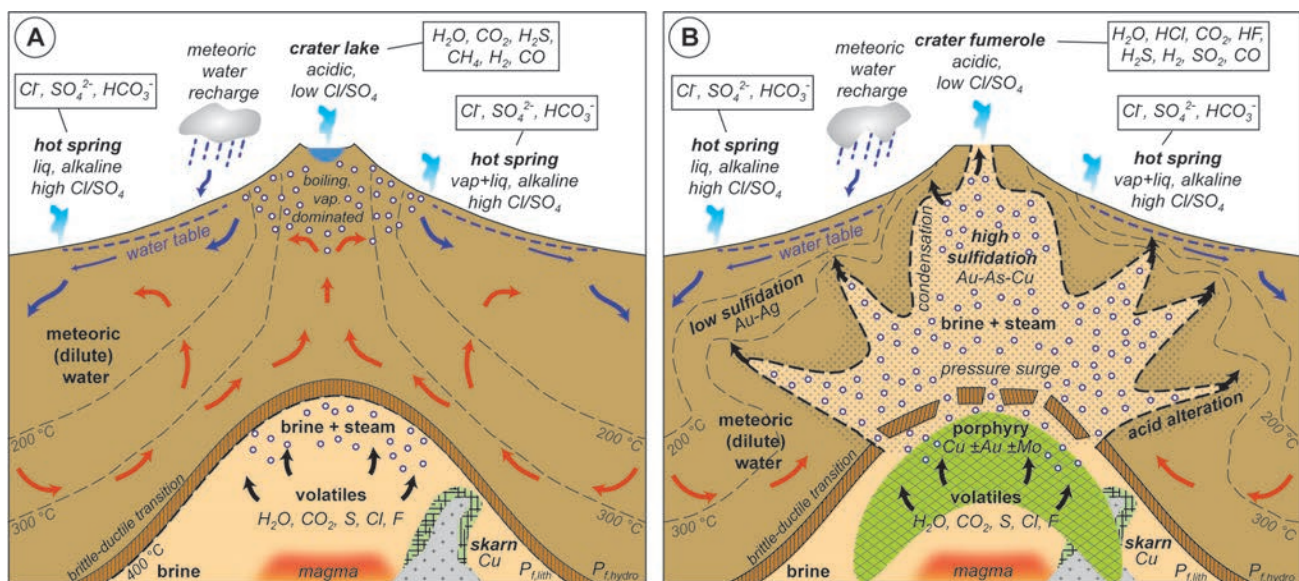 A
meteoric
water
recharge
crater lake
acidic,
low Cl/SO₄
H₂O, CO₂, H₂S,
CH₄, H₂, CO
Cl⁻, SO₄²⁻, HCO₃⁻
hot spring
liq, alkaline
high Cl/SO₄
Cl⁻, SO₄²⁻, HCO₃⁻
hot spring
vap+liq, alkaline
high Cl/SO₄
boiling,
vap.
dominated
water table
meteoric
(dilute)
water
200 °C
300 °C
200 °C
300 °C
brine + steam
volatiles
H₂O, CO₂, S, Cl, F
brittle-ductile transition
400 °C
brine
magma
skarn
Cu
Pf,lith
Pf,hydro
B
meteoric
water
recharge
crater fumerole
acidic,
low Cl/SO₄
H₂O, HCl, CO₂, HF,
H₂S, H₂, SO₂, CO
Cl⁻, SO₄²⁻, HCO₃⁻
hot spring
liq, alkaline
high Cl/SO₄
Cl⁻, SO₄²⁻, HCO₃⁻
hot spring
vap+liq, alkaline
high Cl/SO₄
water table
condensation
high
sulfidation
Au-As-Cu
low sulfidation
Au-Ag
brine + steam
pressure surge
meteoric
(dilute)
water
200 °C
300 °C
200 °C
300 °C
acid alteration
porphyry
Cu ±Au ±Mo
volatiles
H₂O, CO₂, S, Cl, F
brittle-ductile transition
brine
magma
skarn
Cu
Pf,lith
Pf,hydro